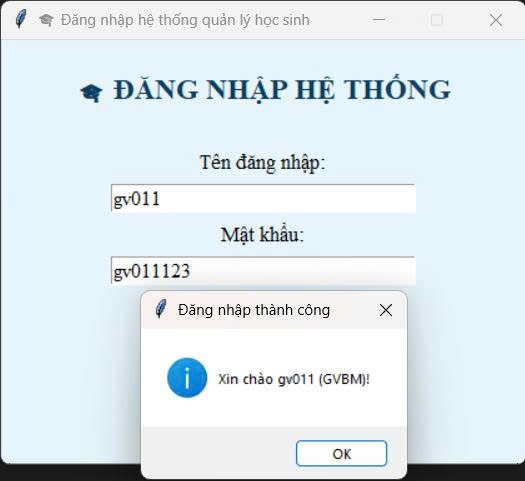 Đăng nhập hệ thống quản lý học sinh
ĐĂNG NHẬP HỆ THỐNG
Tên đăng nhập:
gv011
Mật khẩu:
gv011123
Đăng nhập thành công
Xin chào gv011 (GVBM)!
OK